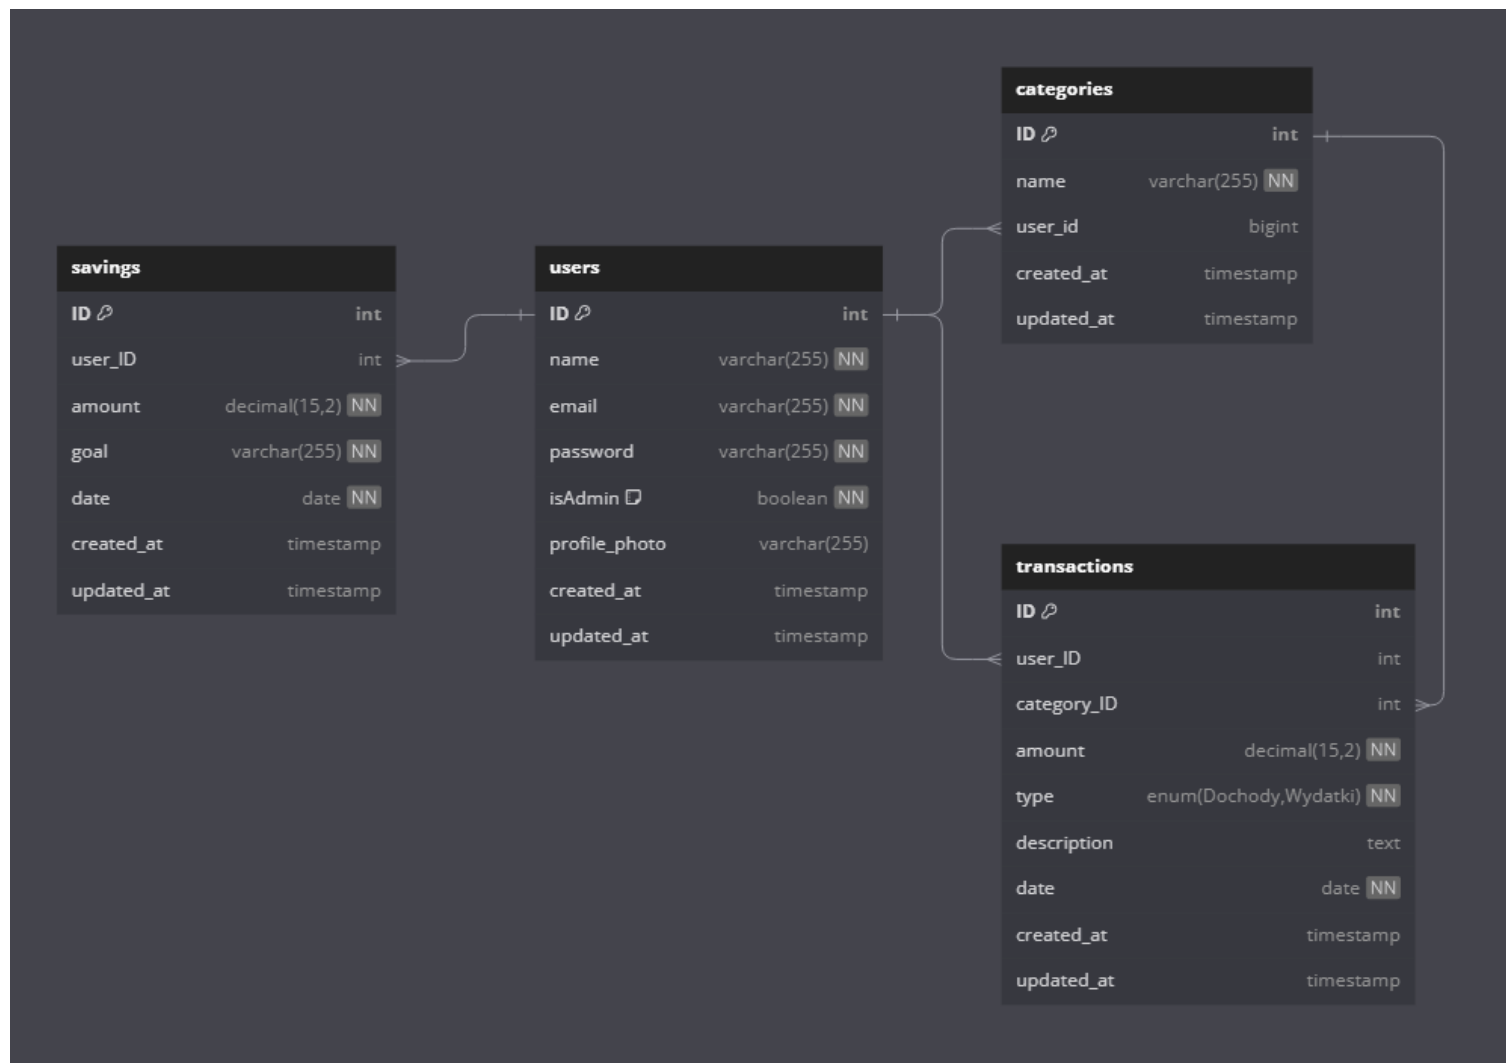 savings
ID int
user_ID int
amount decimal(15,2) NN
goal varchar(255) NN
date date NN
created_at timestamp
updated_at timestamp
users
ID int
name varchar(255) NN
email varchar(255) NN
password varchar(255) NN
isAdmin boolean NN
profile_photo varchar(255)
created_at timestamp
updated_at timestamp
categories
ID int
name varchar(255) NN
user_id bigint
created_at timestamp
updated_at timestamp
transactions
ID int
user_ID int
category_ID int
amount decimal(15,2) NN
type enum(Dochody,Wydatki) NN
description text
date date NN
created_at timestamp
updated_at timestamp